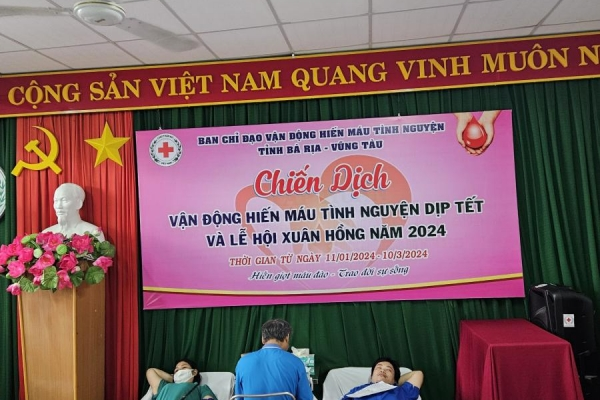 CỘNG SẢN VIỆT NAM QUANG VINH MUÔN NĂM
BAN CHỈ ĐẠO VẬN ĐỘNG HIẾN MÁU TÌNH NGUYỆN
TỈNH BÀ RỊA - VŨNG TÀU
Chiến Dịch
VẬN ĐỘNG HIẾN MÁU TÌNH NGUYỆN DỊP TẾT
VÀ LỄ HỘI XUÂN HỒNG NĂM 2024
THỜI GIAN TỪ NGÀY 11/01/2024 - 10/3/2024
Hiến giọt máu đào - Trao đời sự sống